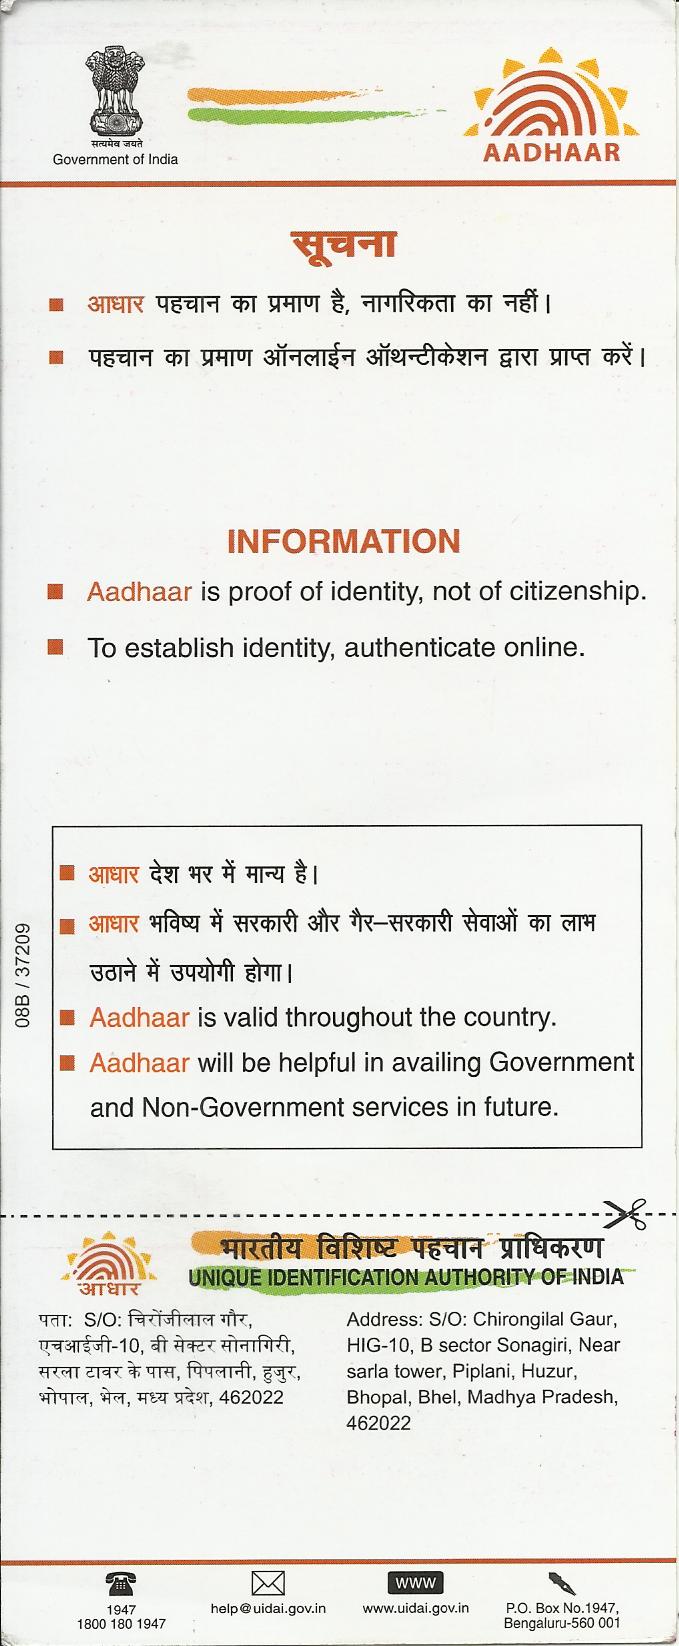 सत्यमेव जयते
Government of India
AADHAAR
सूचना
आधार पहचान का प्रमाण है, नागरिकता का नहीं।
पहचान का प्रमाण ऑनलाईन ऑथन्टीकेशन द्वारा प्राप्त करें।
INFORMATION
Aadhaar is proof of identity, not of citizenship.
To establish identity, authenticate online.
आधार देश भर में मान्य है।
आधार भविष्य में सरकारी और गैर–सरकारी सेवाओं का लाभ
उठाने में उपयोगी होगा।
Aadhaar is valid throughout the country.
Aadhaar will be helpful in availing Government
and Non-Government services in future.
08B / 37209
भारतीय विशिष्ट पहचान प्राधिकरण
UNIQUE IDENTIFICATION AUTHORITY OF INDIA
आधार
पता: S/O: चिरोंजीलाल गौर,
एचआईजी-10, बी सेक्टर सोनागिरी,
सरला टावर के पास, पिपलानी, हुजुर,
भोपाल, भेल, मध्य प्रदेश, 462022
Address: S/O: Chirongilal Gaur,
HIG-10, B sector Sonagiri, Near
sarla tower, Piplani, Huzur,
Bhopal, Bhel, Madhya Pradesh,
462022
1947
1800 180 1947
help@uidai.gov.in
www
www.uidai.gov.in
P.O. Box No.1947,
Bengaluru-560 001